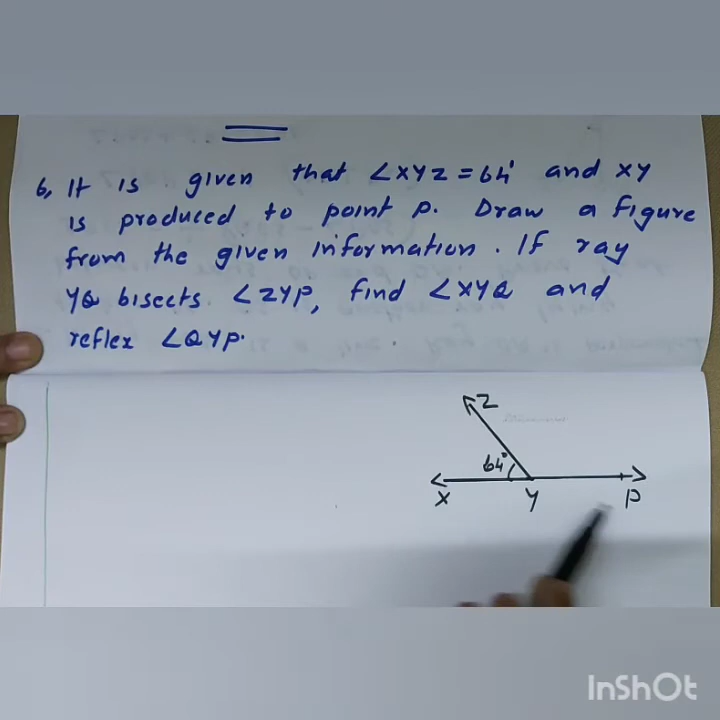 6, It is given that ∠XYZ = 64° and XY
is produced to point P. Draw a figure
from the given information. If ray
YQ bisects ∠ZYP, find ∠XYQ and
reflex ∠QYP.
Z
64°
X Y P
InShOt